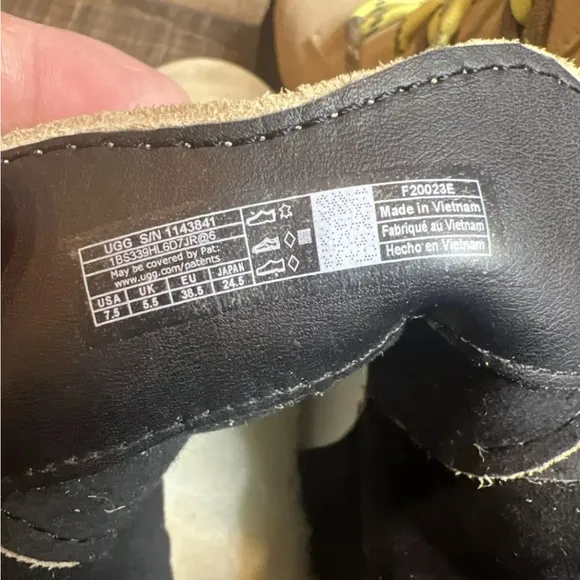 UGG S/N 1143841
1BS339HL6D7JR@6
May be covered by Pat:
www.ugg.com/patents
USA UK EU JAPAN
7.5 5.5 38.5 24.5
F20023E
Made in Vietnam
Fabriqué au Vietnam
Hecho en Vietnam